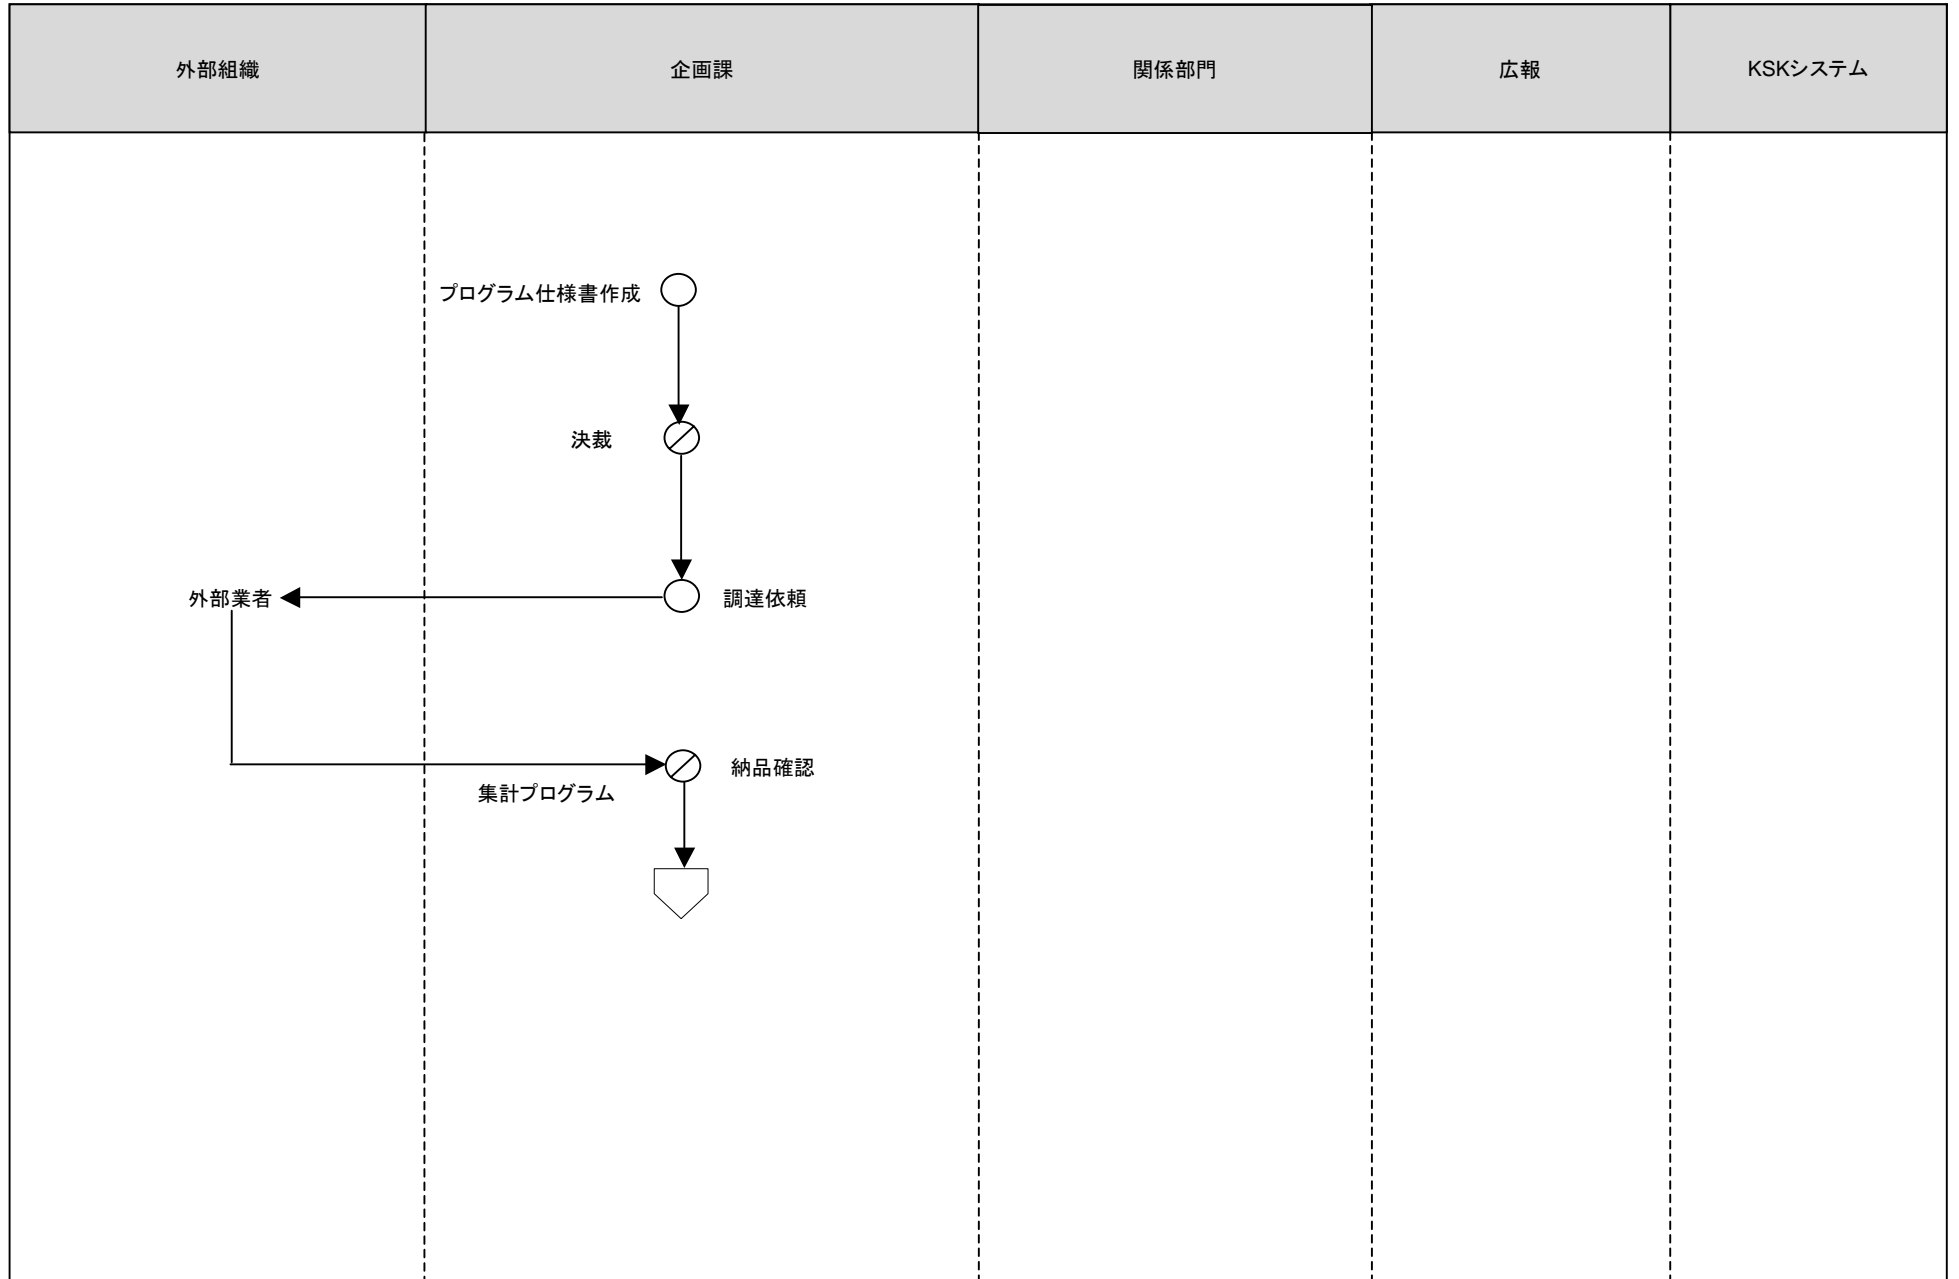 外部組織
企画課
関係部門
広報
KSKシステム
プログラム仕様書作成
決裁
外部業者
調達依頼
納品確認
集計プログラム